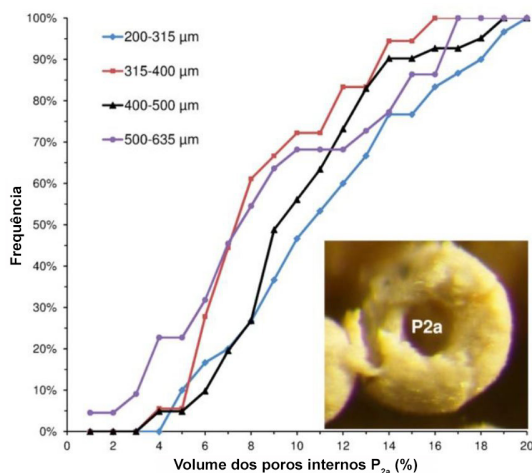 100%
90%
80%
70%
60%
50%
40%
30%
20%
10%
0%
Frequência
200-315 µm
315-400 µm
400-500 µm
500-635 µm
P2a
0 2 4 6 8 10 12 14 16 18 20
Volume dos poros internos P2a (%)